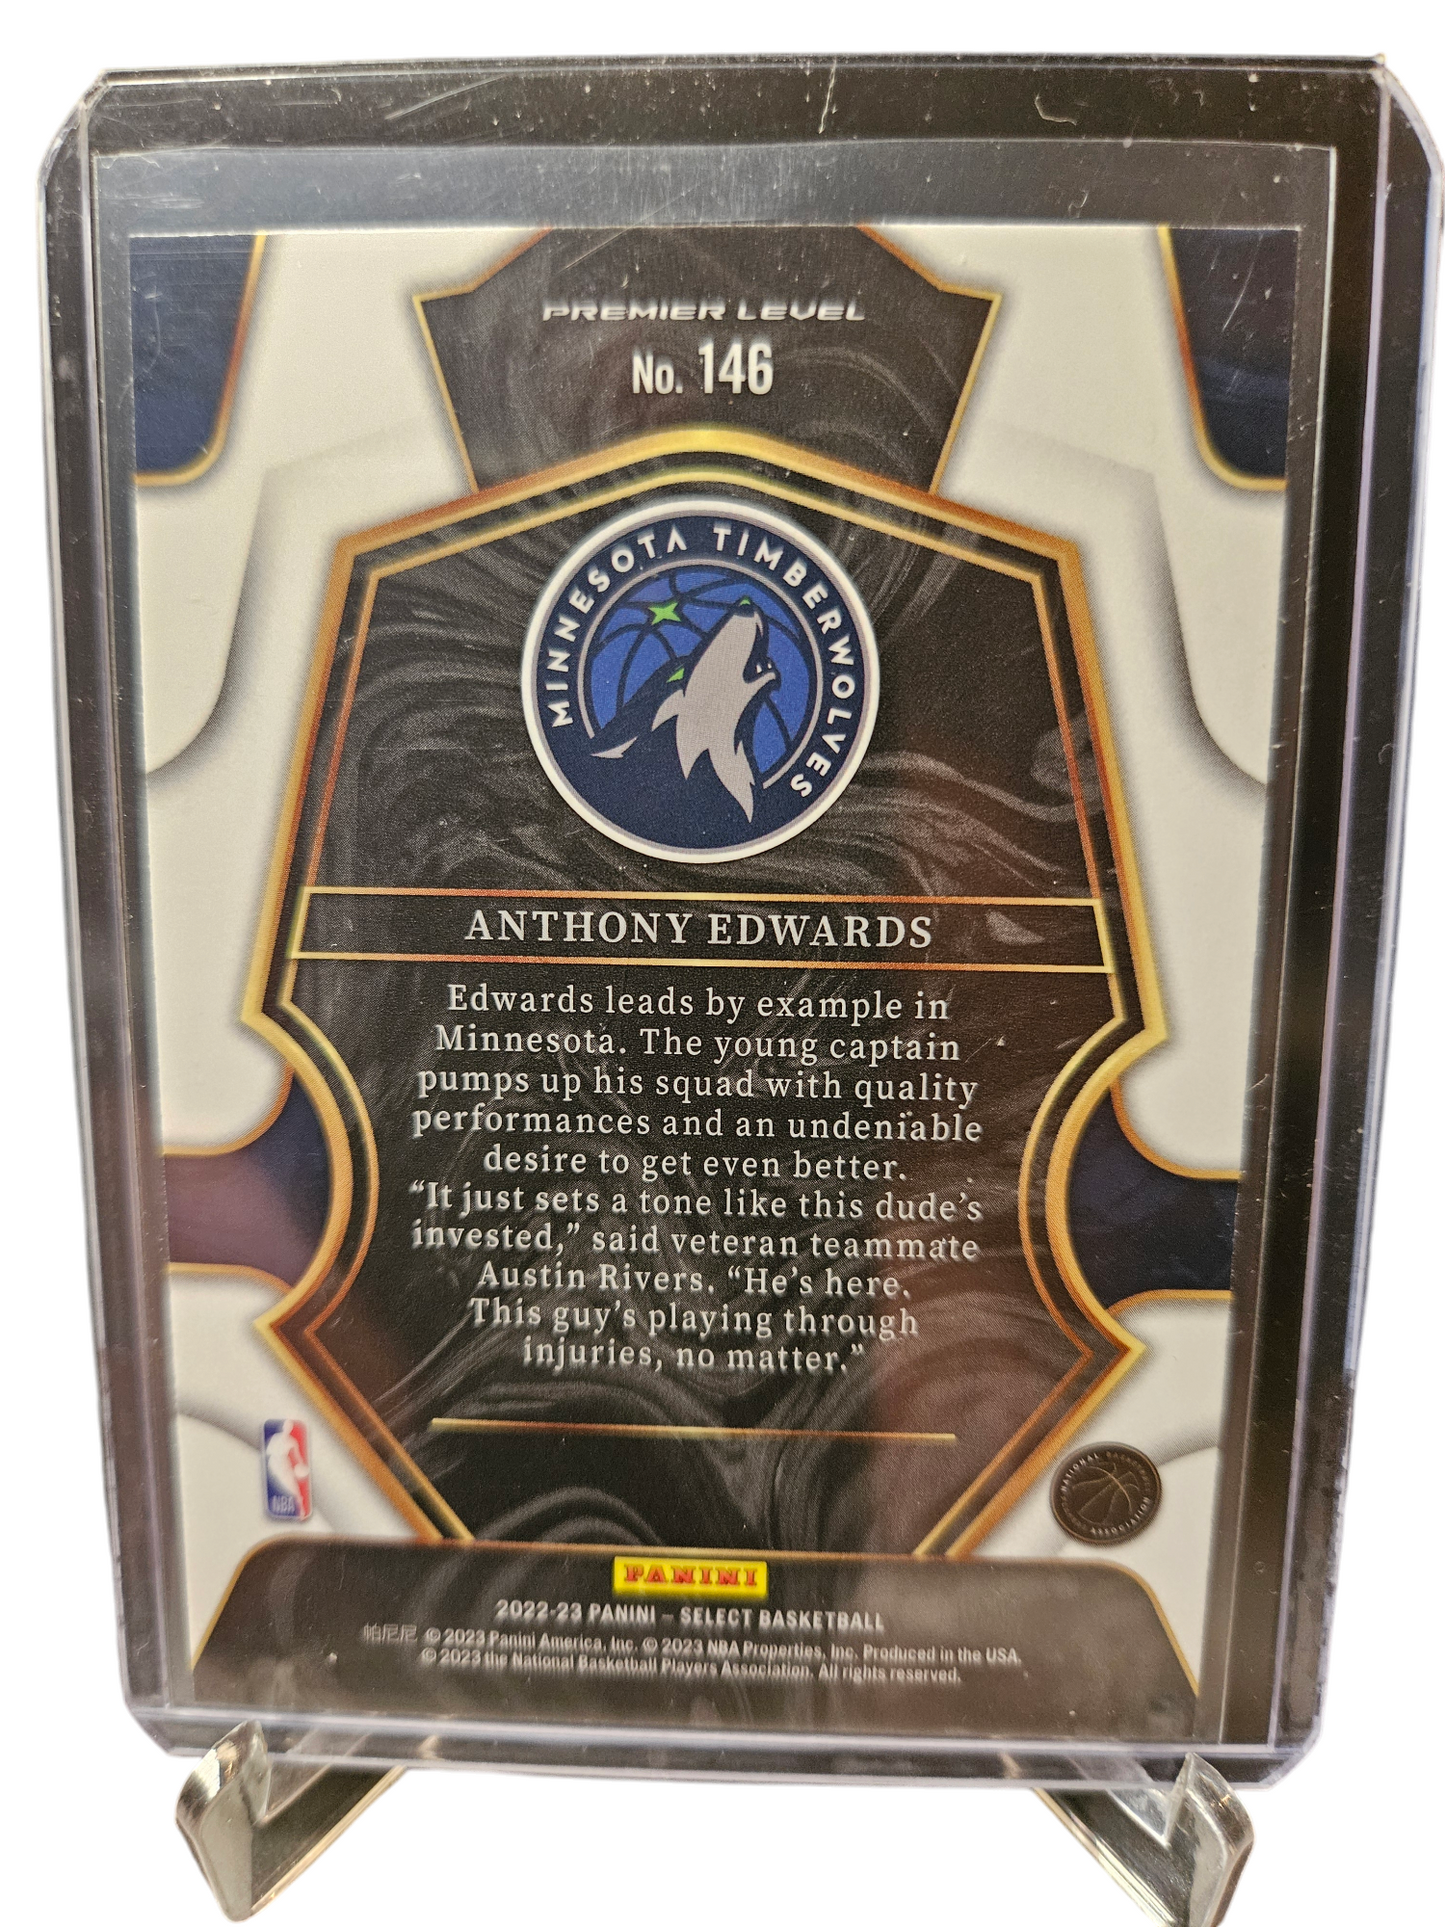 PREMIER LEVEL
No. 146
MINNESOTA TIMBERWOLVES
ANTHONY EDWARDS
Edwards leads by example in
Minnesota. The young captain
pumps up his squad with quality
performances and an undeniable
desire to get even better.
“It just sets a tone like this dude’s
invested,” said veteran teammate
Austin Rivers. “He’s here.
This guy’s playing through
injuries, no matter.”
NBA
NATIONAL BASKETBALL
ASSOCIATION
PANINI
2022-23 PANINI – SELECT BASKETBALL
帕尼尼 © 2023 Panini America, Inc. © 2023 NBA Properties, Inc. Produced in the USA.
© 2023 the National Basketball Players Association. All rights reserved.